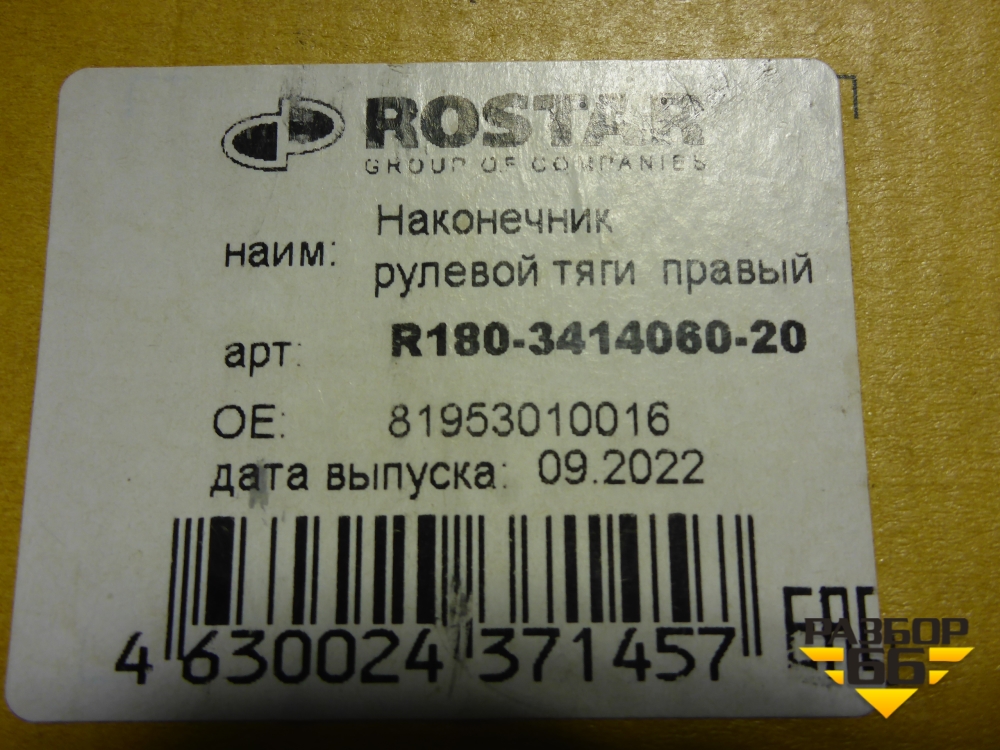 ROSTAR
GROUP OF COMPANIES
наим:
Наконечник
рулевой тяги правый
арт: R180-3414060-20
OE: 81953010016
дата выпуска: 09.2022
4 630024 371457
EAC
РАЗБОР
66